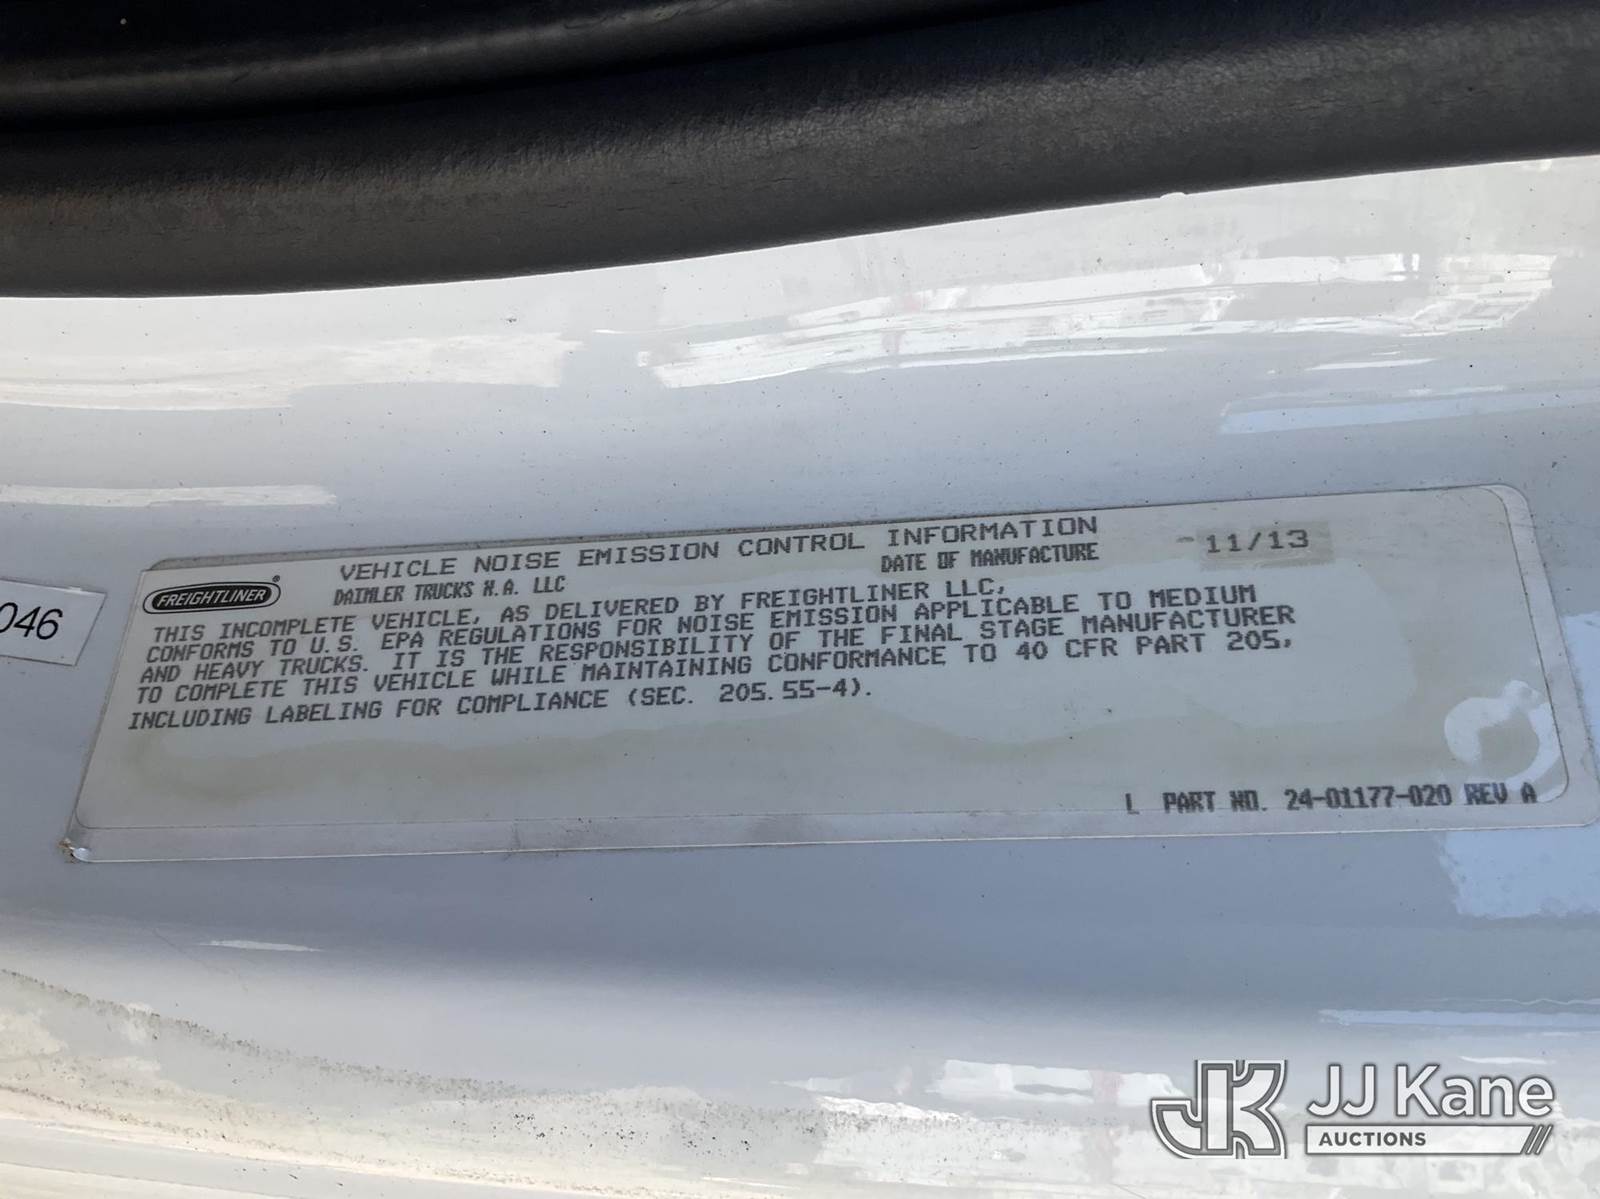 046
FREIGHTLINER®
VEHICLE NOISE EMISSION CONTROL INFORMATION
DAIMLER TRUCKS N.A. LLC DATE OF MANUFACTURE 11/13
THIS INCOMPLETE VEHICLE, AS DELIVERED BY FREIGHTLINER LLC,
CONFORMS TO U.S. EPA REGULATIONS FOR NOISE EMISSION APPLICABLE TO MEDIUM
AND HEAVY TRUCKS. IT IS THE RESPONSIBILITY OF THE FINAL STAGE MANUFACTURER
TO COMPLETE THIS VEHICLE WHILE MAINTAINING CONFORMANCE TO 40 CFR PART 205,
INCLUDING LABELING FOR COMPLIANCE (SEC. 205.55-4).
L PART NO. 24-01177-020 REV A
JK JJ Kane
AUCTIONS